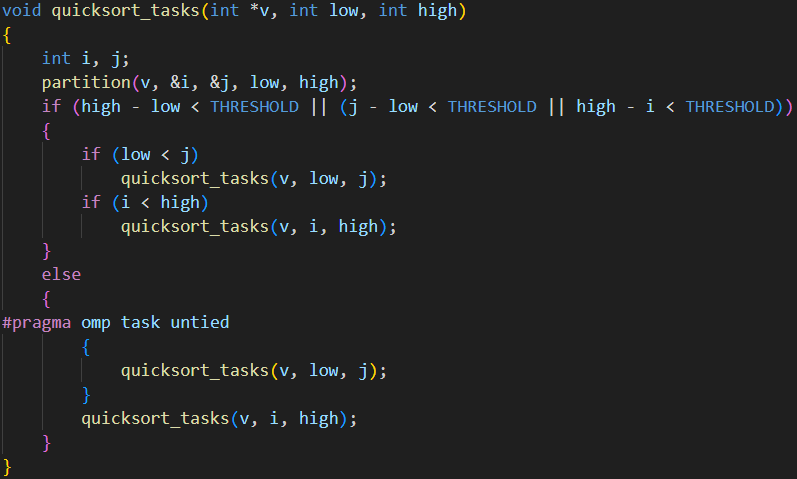 void quicksort_tasks(int *v, int low, int high)
{
    int i, j;
    partition(v, &i, &j, low, high);
    if (high - low < THRESHOLD || (j - low < THRESHOLD || high - i < THRESHOLD))
    {
        if (low < j)
            quicksort_tasks(v, low, j);
        if (i < high)
            quicksort_tasks(v, i, high);
    }
    else
    {
#pragma omp task untied
        {
            quicksort_tasks(v, low, j);
        }
        quicksort_tasks(v, i, high);
    }
}